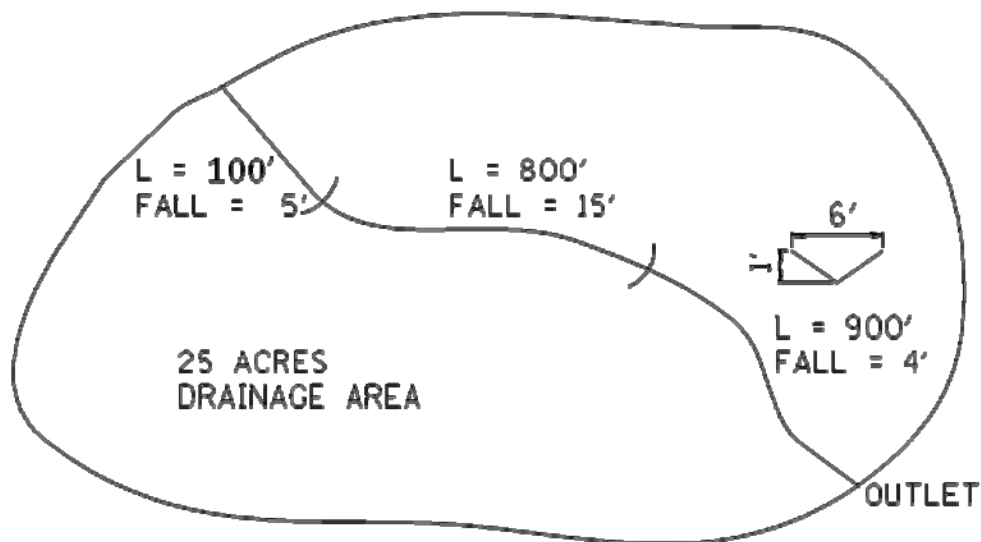 L = 100'
FALL = 5'
L = 800'
FALL = 15'
6'
1'
L = 900'
FALL = 4'
25 ACRES
DRAINAGE AREA
OUTLET